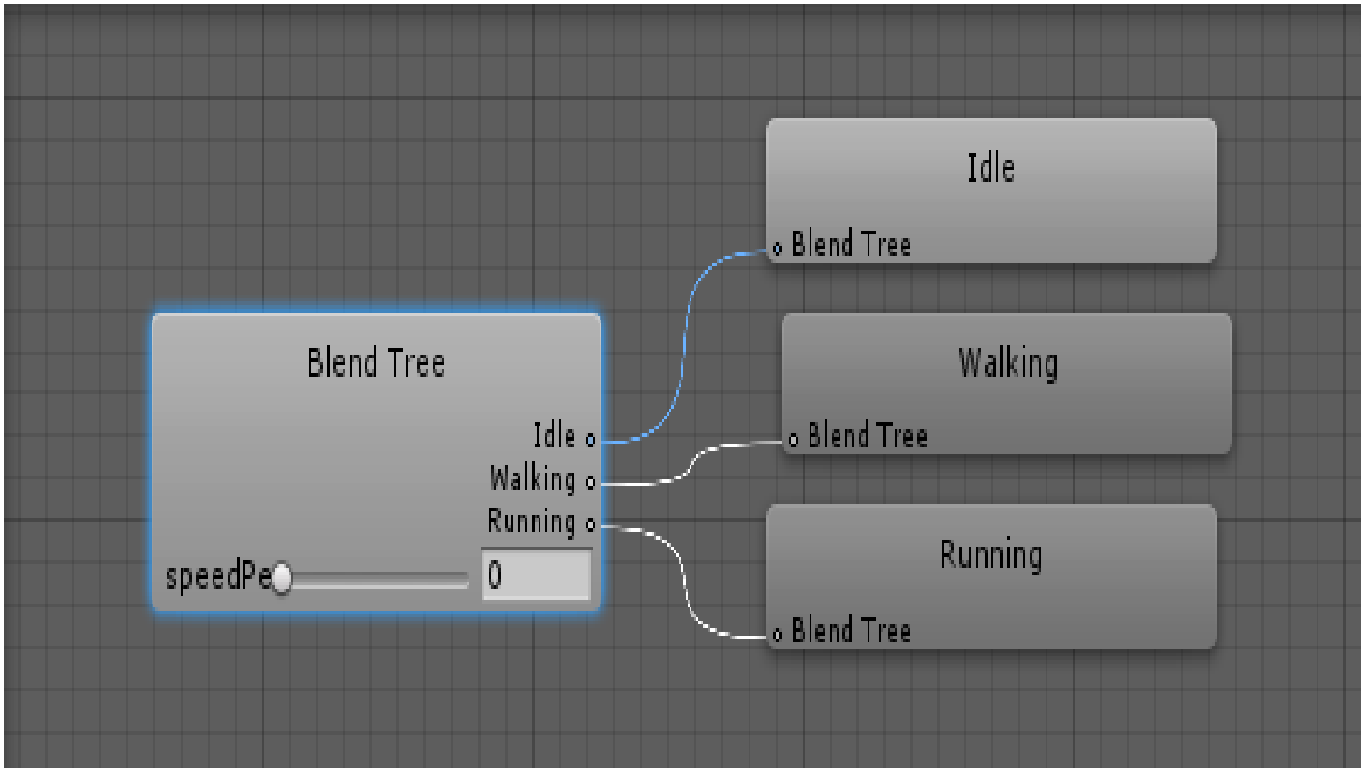 Blend Tree
Idle
Walking
Running
speedPe
0
Idle
Blend Tree
Walking
Blend Tree
Running
Blend Tree